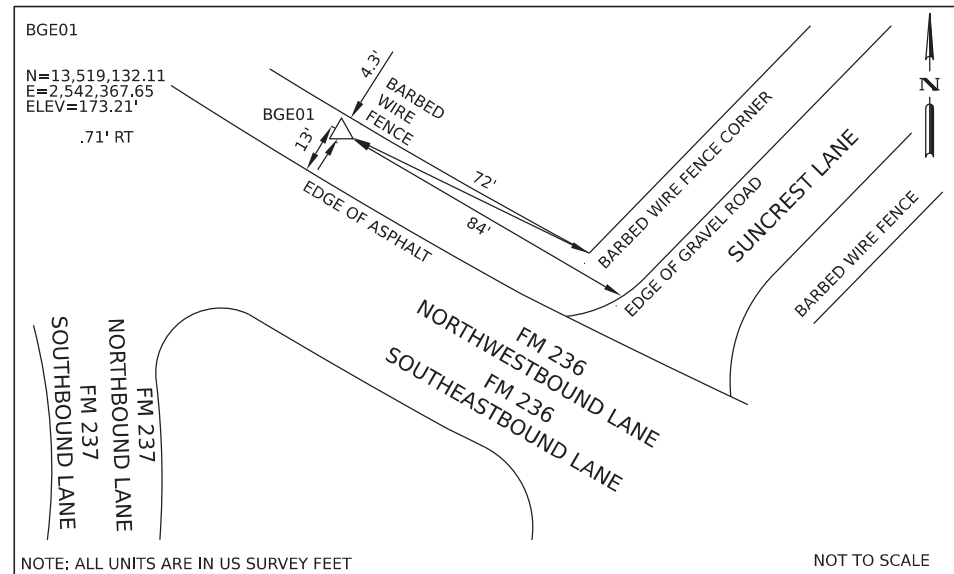 BGE01
N=13,519,132.11
E=2,542,367.65
ELEV=173.21'
.71' RT
4.3'
BARBED
WIRE
FENCE
BGE01
13'
72'
84'
EDGE OF ASPHALT
BARBED WIRE FENCE CORNER
EDGE OF GRAVEL ROAD
SUNCREST LANE
BARBED WIRE FENCE
N
FM 236
NORTHWESTBOUND LANE
FM 236
SOUTHEASTBOUND LANE
FM 237
NORTHBOUND LANE
FM 237
SOUTHBOUND LANE
NOTE: ALL UNITS ARE IN US SURVEY FEET
NOT TO SCALE